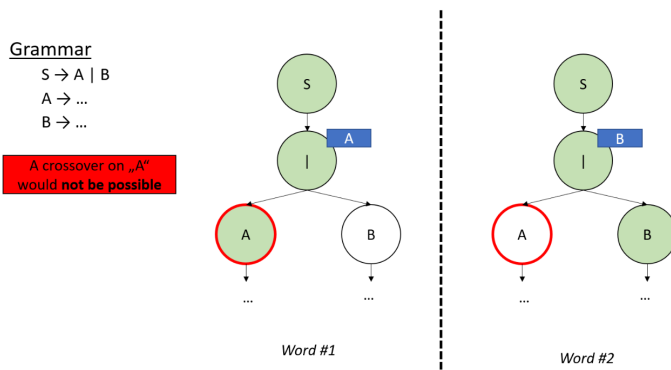 Grammar
S → A | B
A → ...
B → ...
A crossover on „A“
would not be possible
S
|
A
A
B
...
...
Word #1
S
|
B
A
B
...
...
Word #2